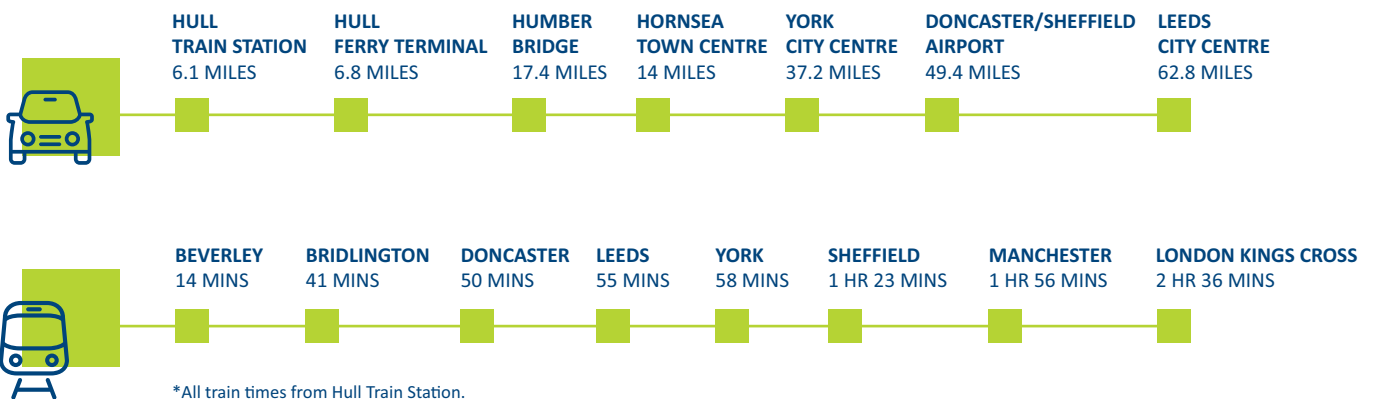 HULL
TRAIN STATION
6.1 MILES
HULL
FERRY TERMINAL
6.8 MILES
HUMBER
BRIDGE
17.4 MILES
HORNSEA
TOWN CENTRE
14 MILES
YORK
CITY CENTRE
37.2 MILES
DONCASTER/SHEFFIELD
AIRPORT
49.4 MILES
LEEDS
CITY CENTRE
62.8 MILES
BEVERLEY
14 MINS
BRIDLINGTON
41 MINS
DONCASTER
50 MINS
LEEDS
55 MINS
YORK
58 MINS
SHEFFIELD
1 HR 23 MINS
MANCHESTER
1 HR 56 MINS
LONDON KINGS CROSS
2 HR 36 MINS
*All train times from Hull Train Station.